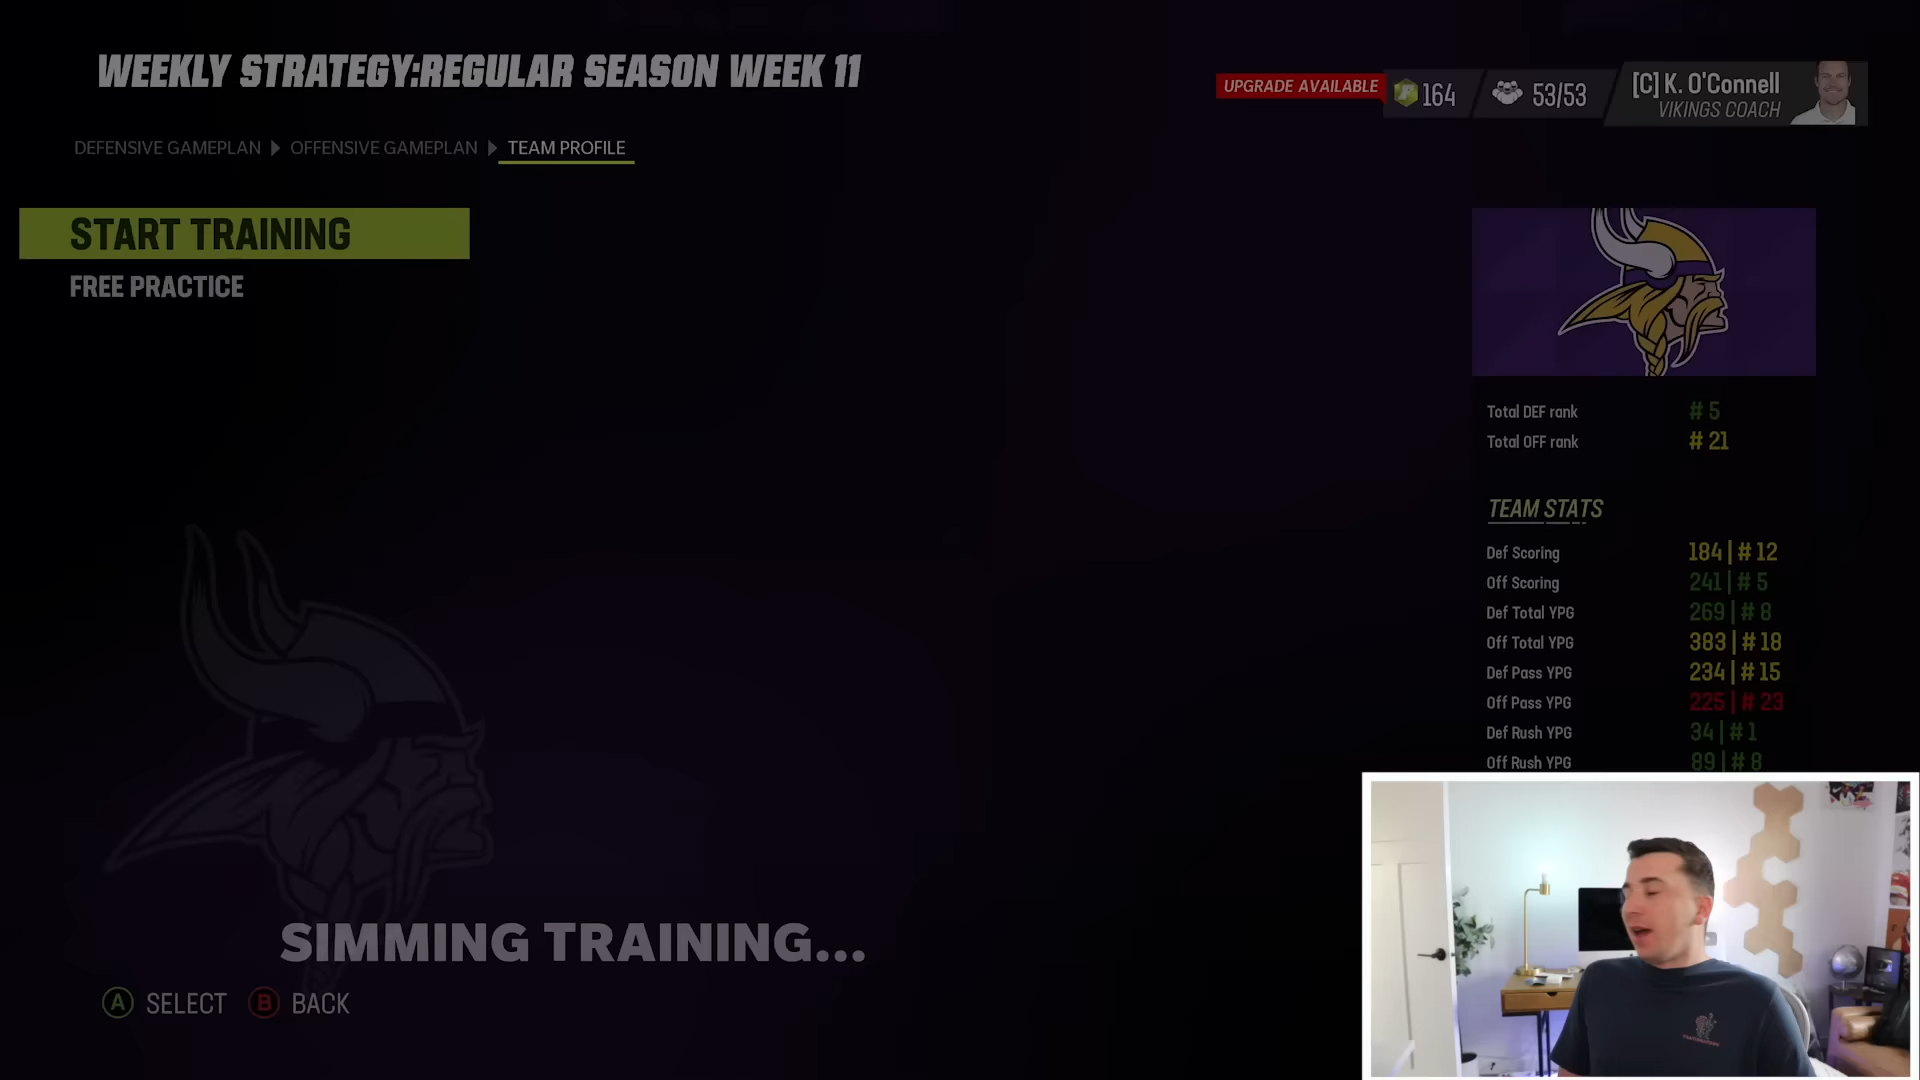 WEEKLY STRATEGY:REGULAR SEASON WEEK 11
UPGRADE AVAILABLE
164
53/53
[C] K. O'Connell
VIKINGS COACH
DEFENSIVE GAMEPLAN
OFFENSIVE GAMEPLAN
TEAM PROFILE
START TRAINING
FREE PRACTICE
Total DEF rank # 5
Total OFF rank # 21
TEAM STATS
Def Scoring 184 | # 12
Off Scoring 241 | # 5
Def Total YPG 269 | # 8
Off Total YPG 383 | # 18
Def Pass YPG 234 | # 15
Off Pass YPG 225 | # 23
Def Rush YPG 34 | # 1
Off Rush YPG 89 | # 8
SIMMING TRAINING...
A SELECT B BACK